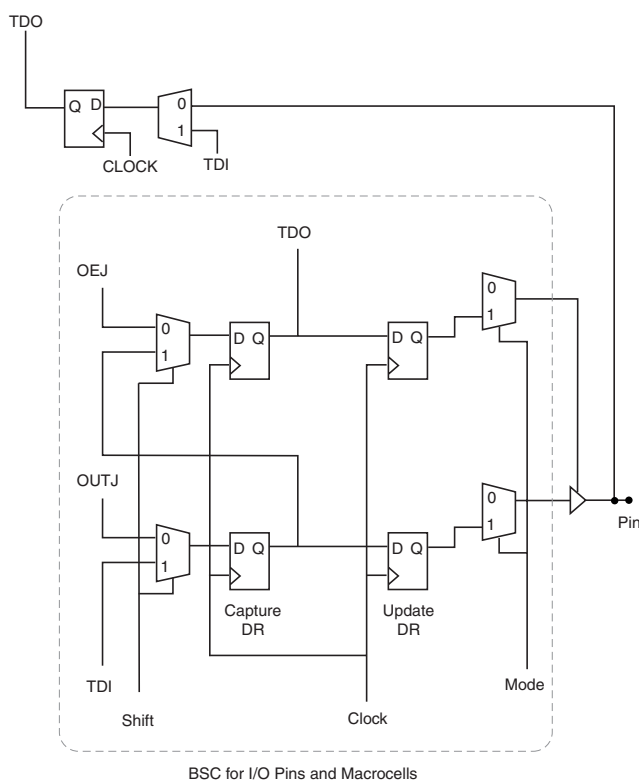 TDO
Q D
0
1
CLOCK
TDI
TDO
OEJ
0
1
D Q
D Q
0
1
OUTJ
0
1
D Q
D Q
0
1
Pin
Capture
DR
Update
DR
TDI
Shift
Clock
Mode
BSC for I/O Pins and Macrocells